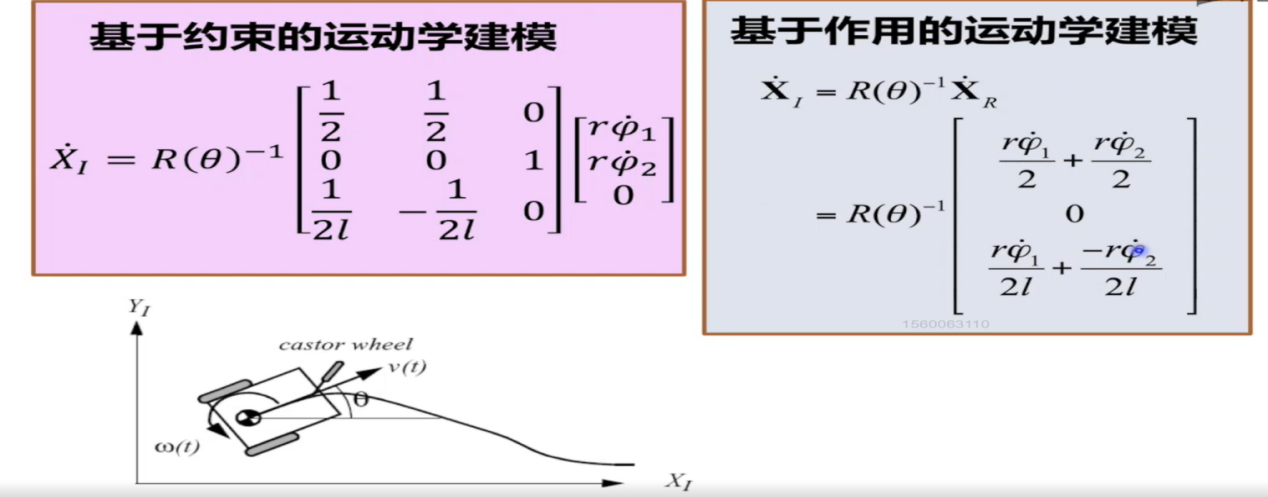 基于约束的运动学建模
Ẋ_I = R(θ)⁻¹ [1/2 1/2 0; 0 0 1; 1/2l −1/2l 0] [rφ̇₁; rφ̇₂; 0]
基于作用的运动学建模
Ẋ_I = R(θ)⁻¹Ẋ_R
= R(θ)⁻¹ [rφ̇₁/2 + rφ̇₂/2; 0; rφ̇₁/2l + −rφ̇₂/2l]
1560063110
Y_I
castor wheel
v(t)
θ
ω(t)
X_I